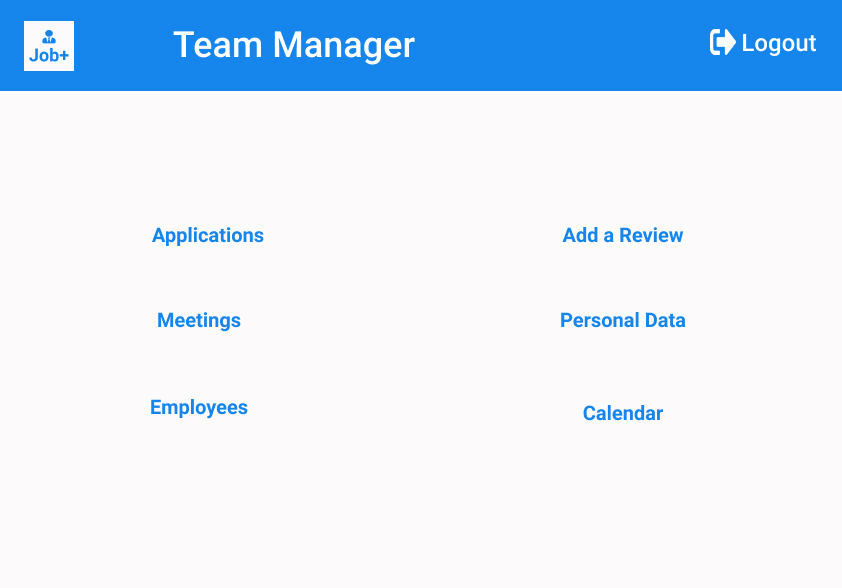 Job+
Team Manager
Logout
Applications
Add a Review
Meetings
Personal Data
Employees
Calendar